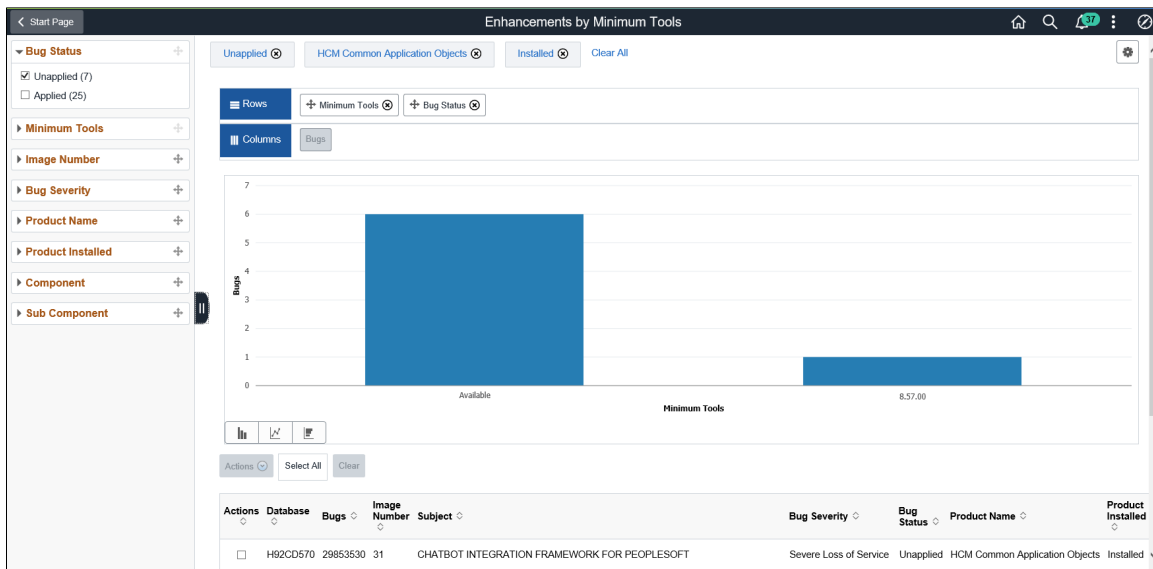 Start Page
Enhancements by Minimum Tools
37
Bug Status
Unapplied (7)
Applied (25)
Minimum Tools
Image Number
Bug Severity
Product Name
Product Installed
Component
Sub Component
Unapplied
HCM Common Application Objects
Installed
Clear All
Rows
Minimum Tools
Bug Status
Columns
Bugs
7
6
5
4
3
2
1
0
Bugs
Available
8.57.00
Minimum Tools
Actions
Select All
Clear
Actions Database Bugs Image Number Subject Bug Severity Bug Status Product Name Product Installed
H92CD570 29853530 31 CHATBOT INTEGRATION FRAMEWORK FOR PEOPLESOFT Severe Loss of Service Unapplied HCM Common Application Objects Installed